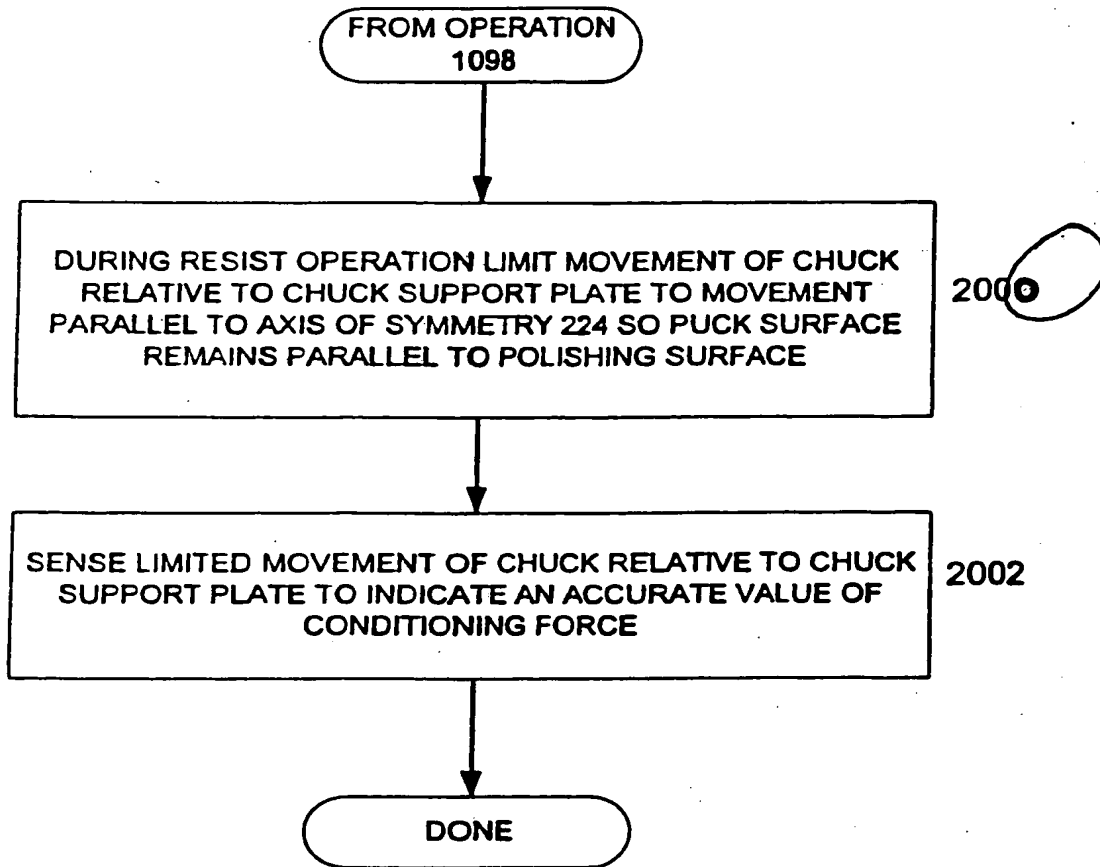 FROM OPERATION
1098
DURING RESIST OPERATION LIMIT MOVEMENT OF CHUCK
RELATIVE TO CHUCK SUPPORT PLATE TO MOVEMENT
PARALLEL TO AXIS OF SYMMETRY 224 SO PUCK SURFACE
REMAINS PARALLEL TO POLISHING SURFACE
2000
SENSE LIMITED MOVEMENT OF CHUCK RELATIVE TO CHUCK
SUPPORT PLATE TO INDICATE AN ACCURATE VALUE OF
CONDITIONING FORCE
2002
DONE